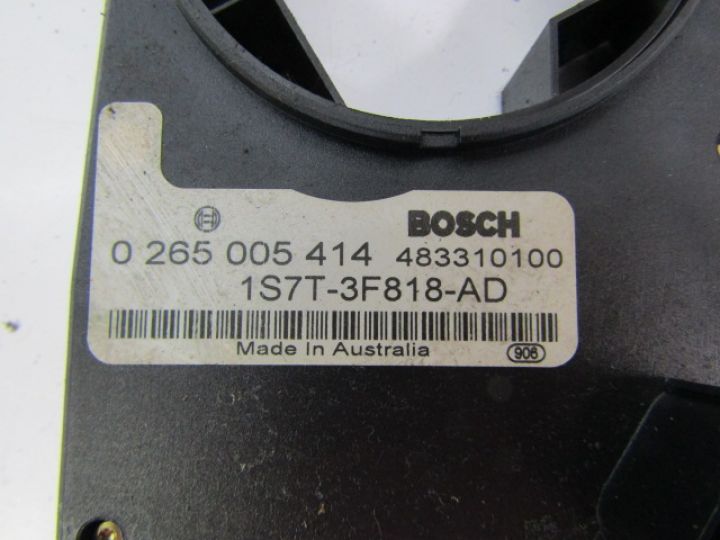 BOSCH
0 265 005 414 483310100
1S7T-3F818-AD
Made In Australia
906